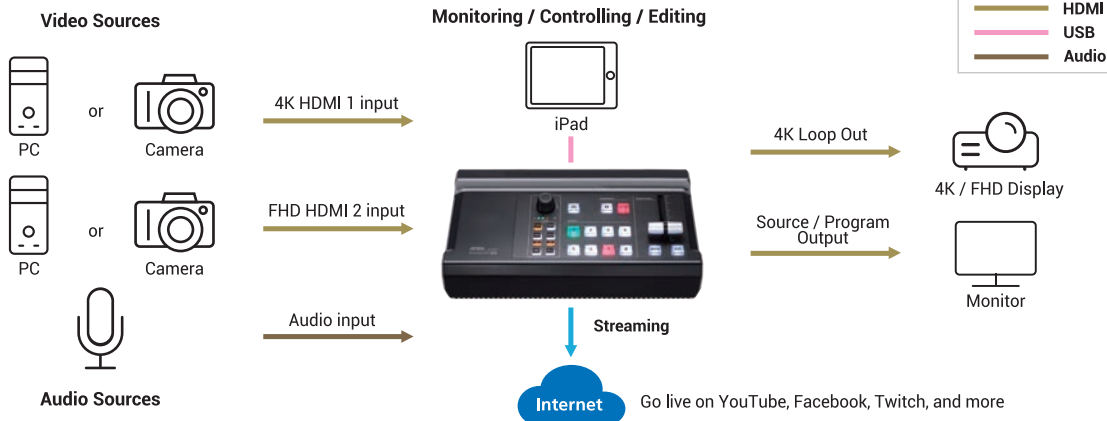 Video Sources
Monitoring / Controlling / Editing
HDMI
USB
Audio
or
4K HDMI 1 input
PC
Camera
iPad
4K Loop Out
4K / FHD Display
or
FHD HDMI 2 input
PC
Camera
Source / Program
Output
Monitor
Audio input
Streaming
Audio Sources
Internet
Go live on YouTube, Facebook, Twitch, and more